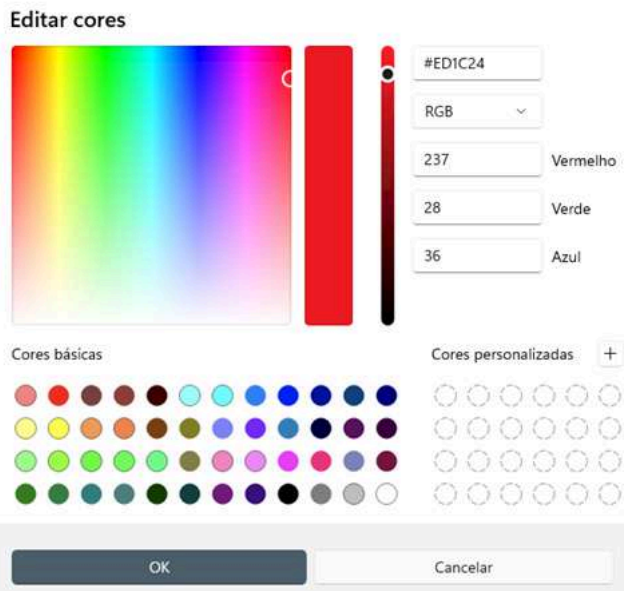 Editar cores
#ED1C24
RGB
237 Vermelho
28 Verde
36 Azul
Cores básicas
Cores personalizadas +
OK
Cancelar